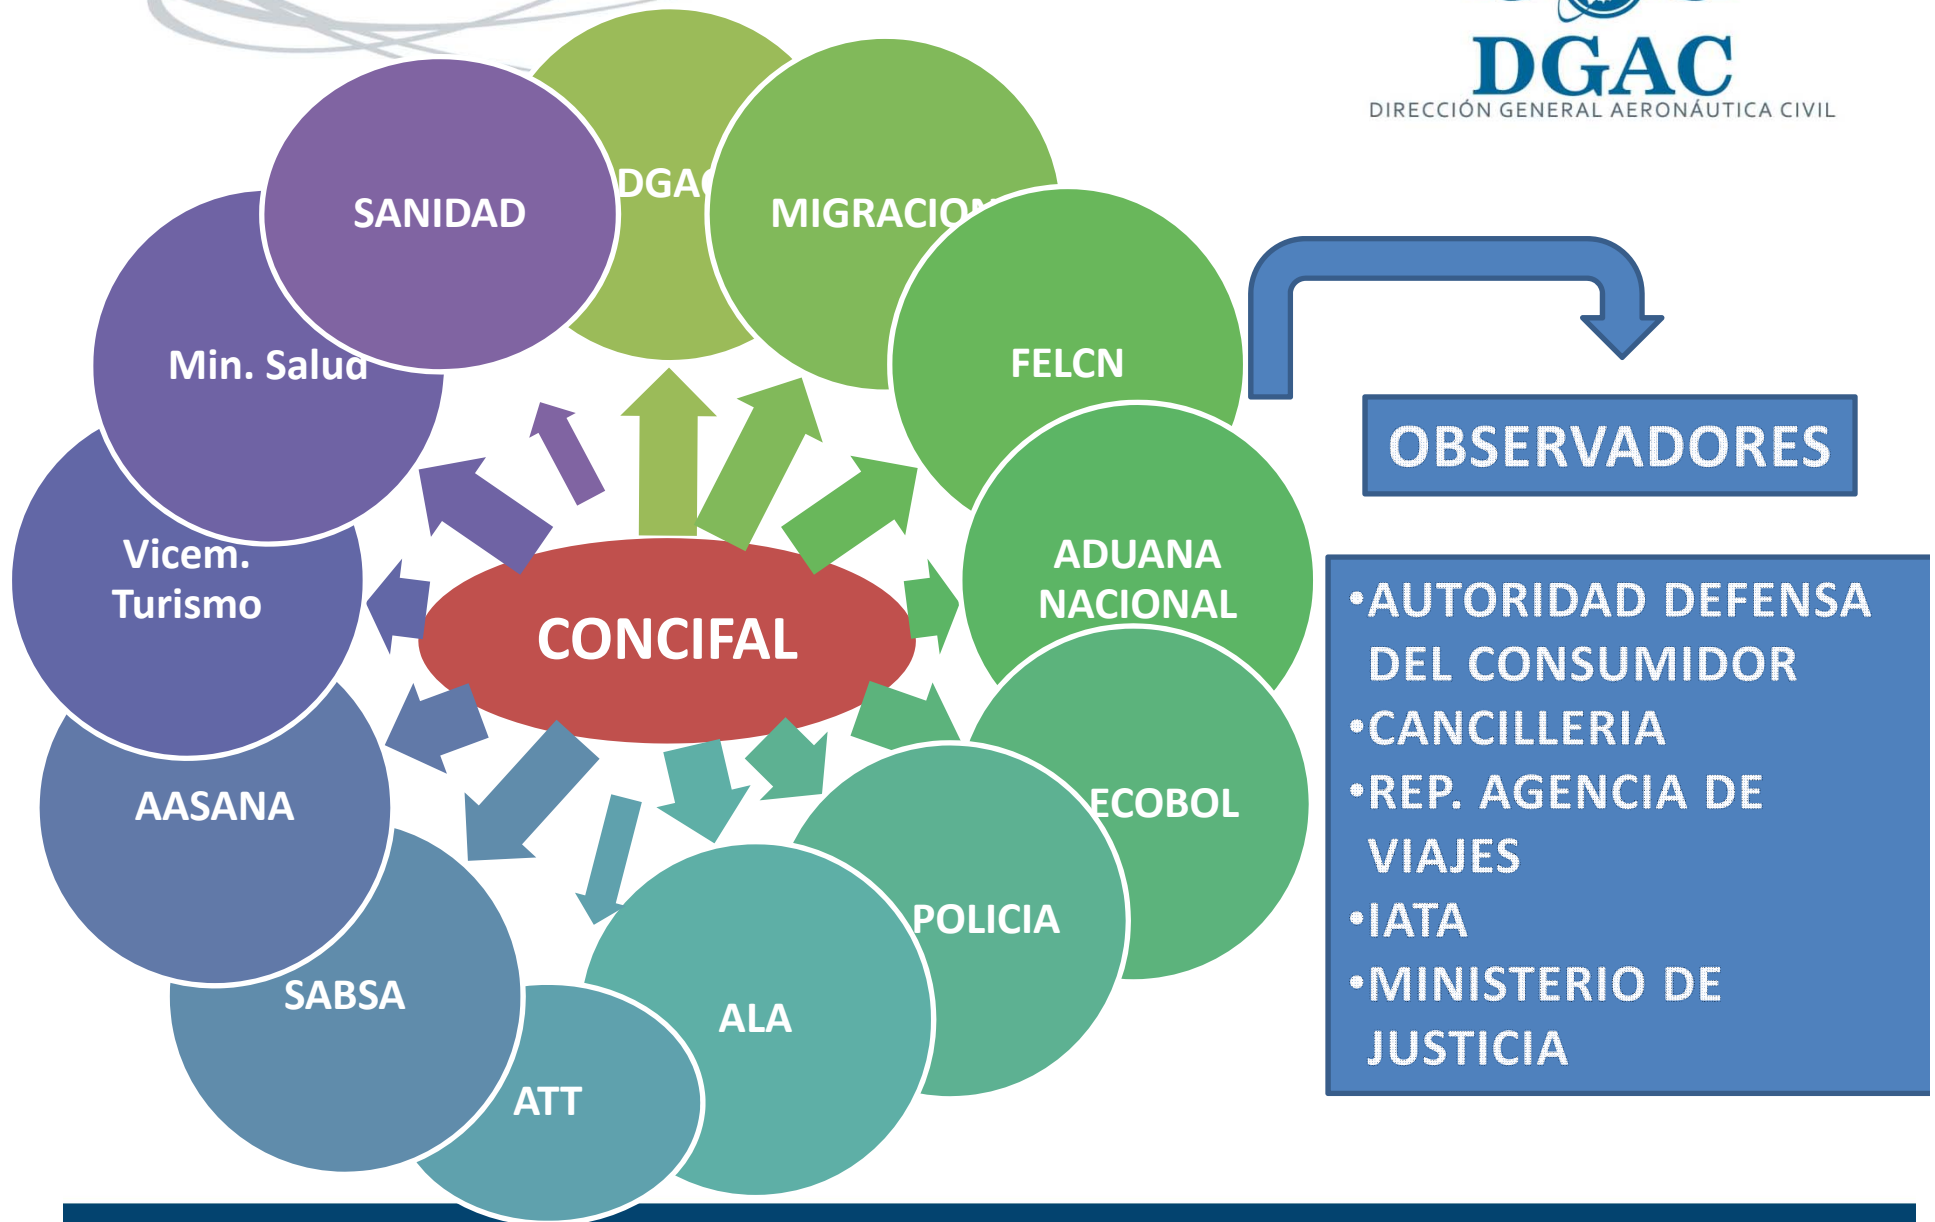 DGAC
DIRECCIÓN GENERAL AERONÁUTICA CIVIL
SANIDAD
DGAC
MIGRACION
FELCN
ADUANA
NACIONAL
ECOBOL
POLICIA
ALA
ATT
SABSA
AASANA
Vicem.
Turismo
Min. Salud
CONCIFAL
OBSERVADORES
•AUTORIDAD DEFENSA
DEL CONSUMIDOR
•CANCILLERIA
•REP. AGENCIA DE
VIAJES
•IATA
•MINISTERIO DE
JUSTICIA